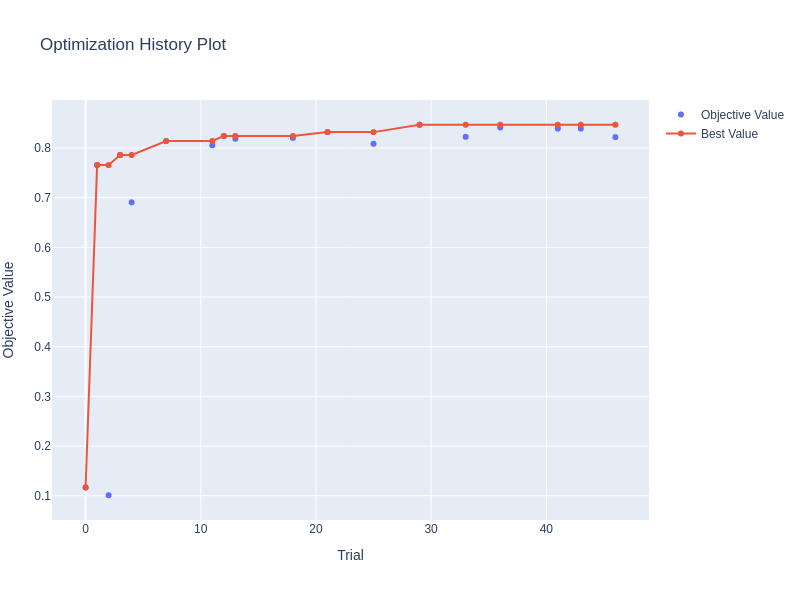 Optimization History Plot
Objective Value
Best Value
Objective Value
0.8
0.7
0.6
0.5
0.4
0.3
0.2
0.1
0
10
20
30
40
Trial